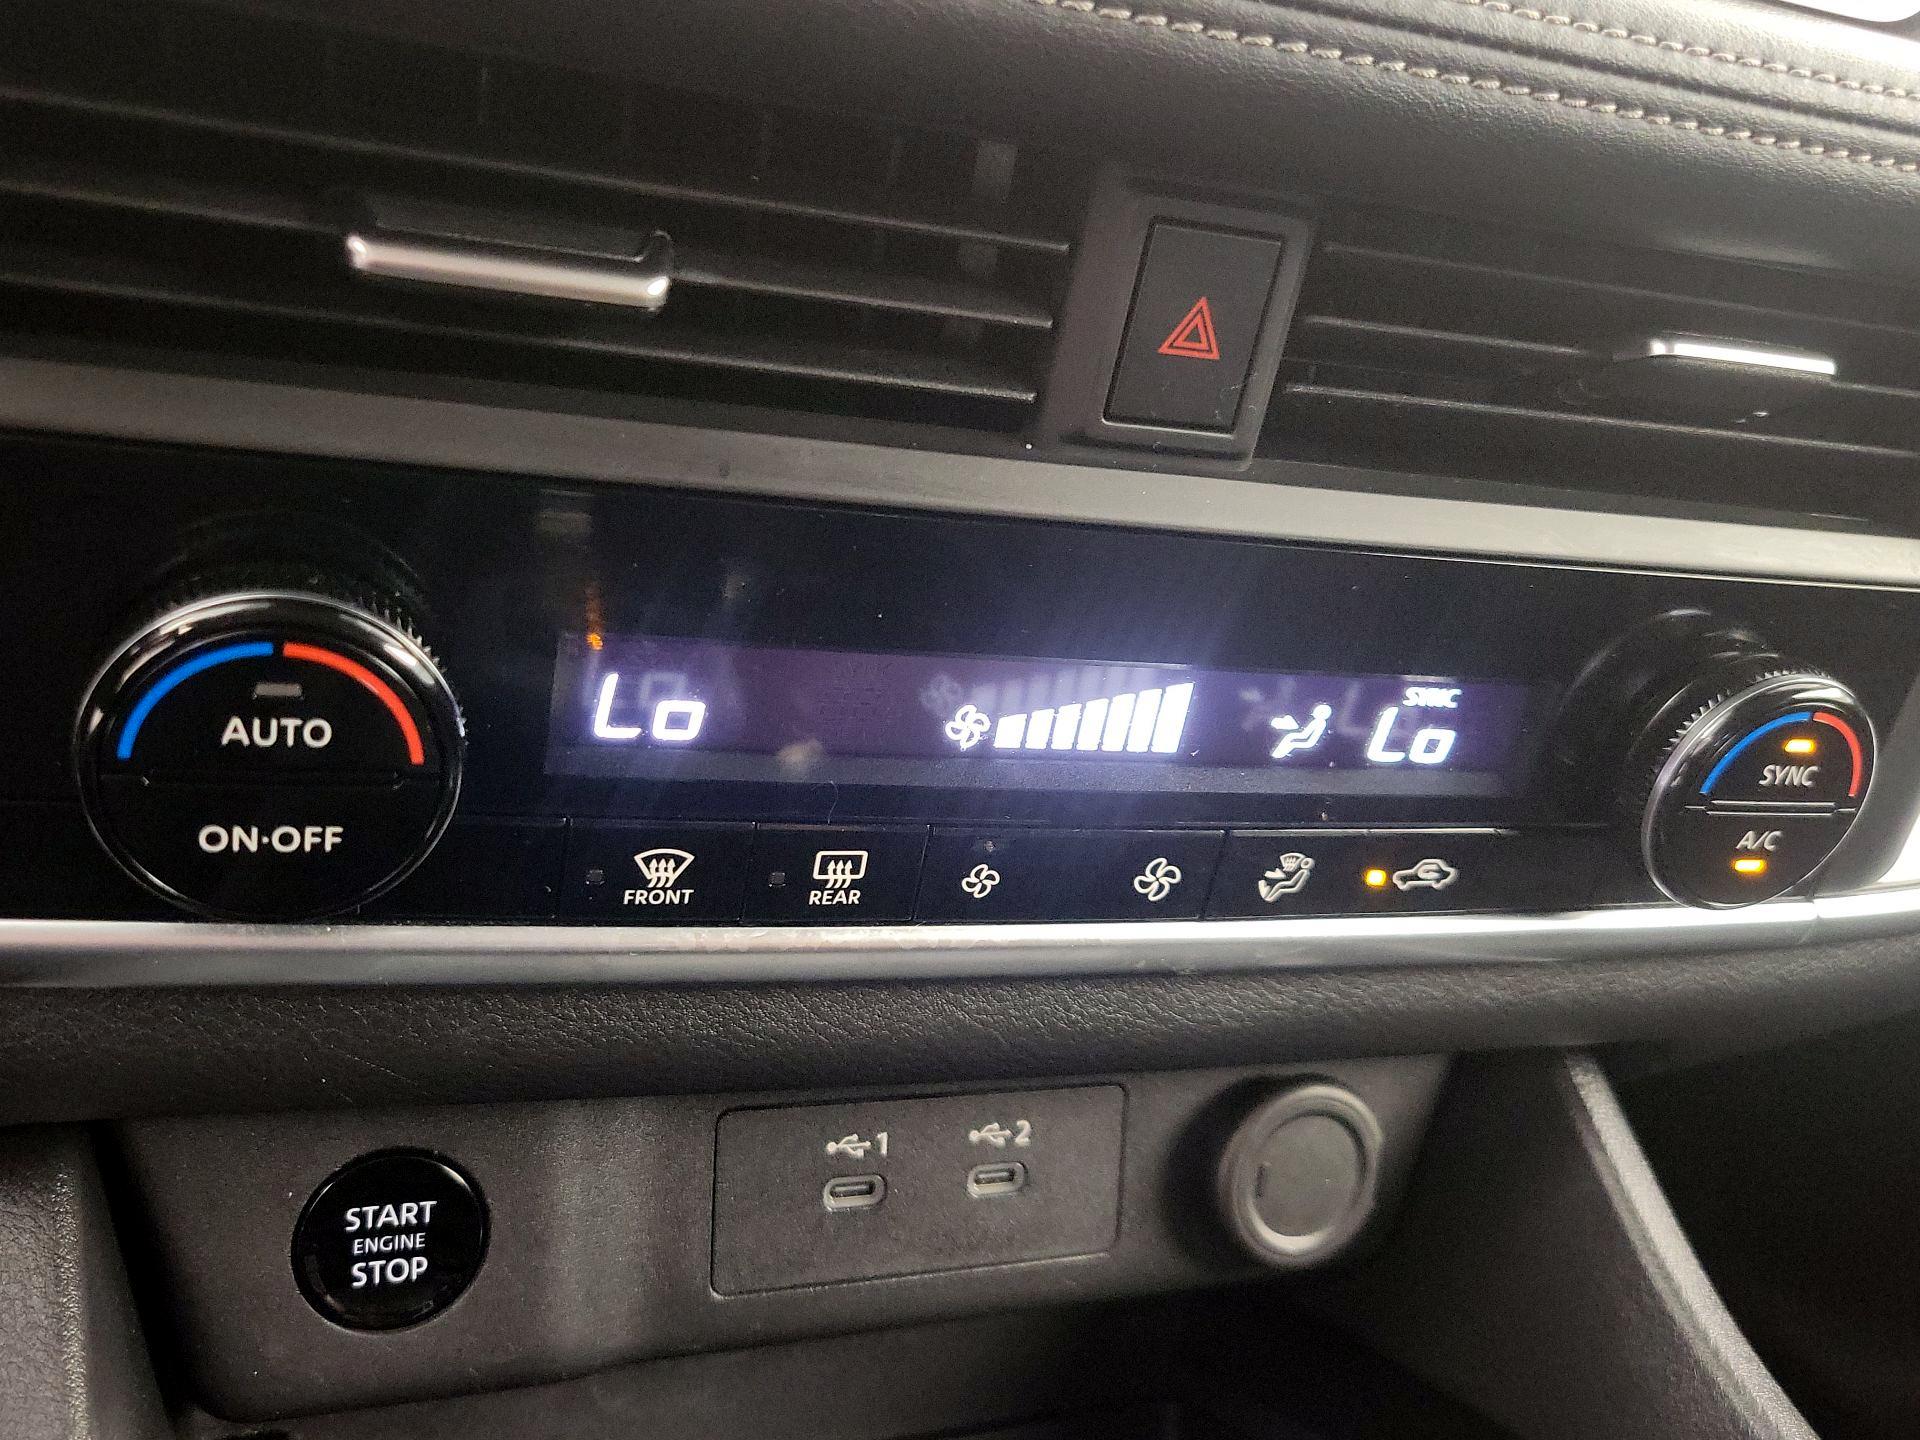 AUTO
ON·OFF
Lo
SYNC
Lo
FRONT
REAR
SYNC
A/C
START
ENGINE
STOP
1
2